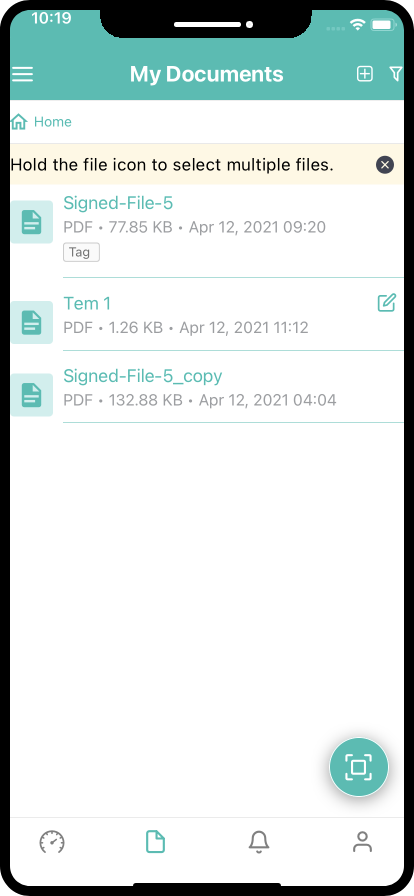 10:19
My Documents
Home
Hold the file icon to select multiple files.
Signed-File-5
PDF • 77.85 KB • Apr 12, 2021 09:20
Tag
Tem 1
PDF • 1.26 KB • Apr 12, 2021 11:12
Signed-File-5_copy
PDF • 132.88 KB • Apr 12, 2021 04:04